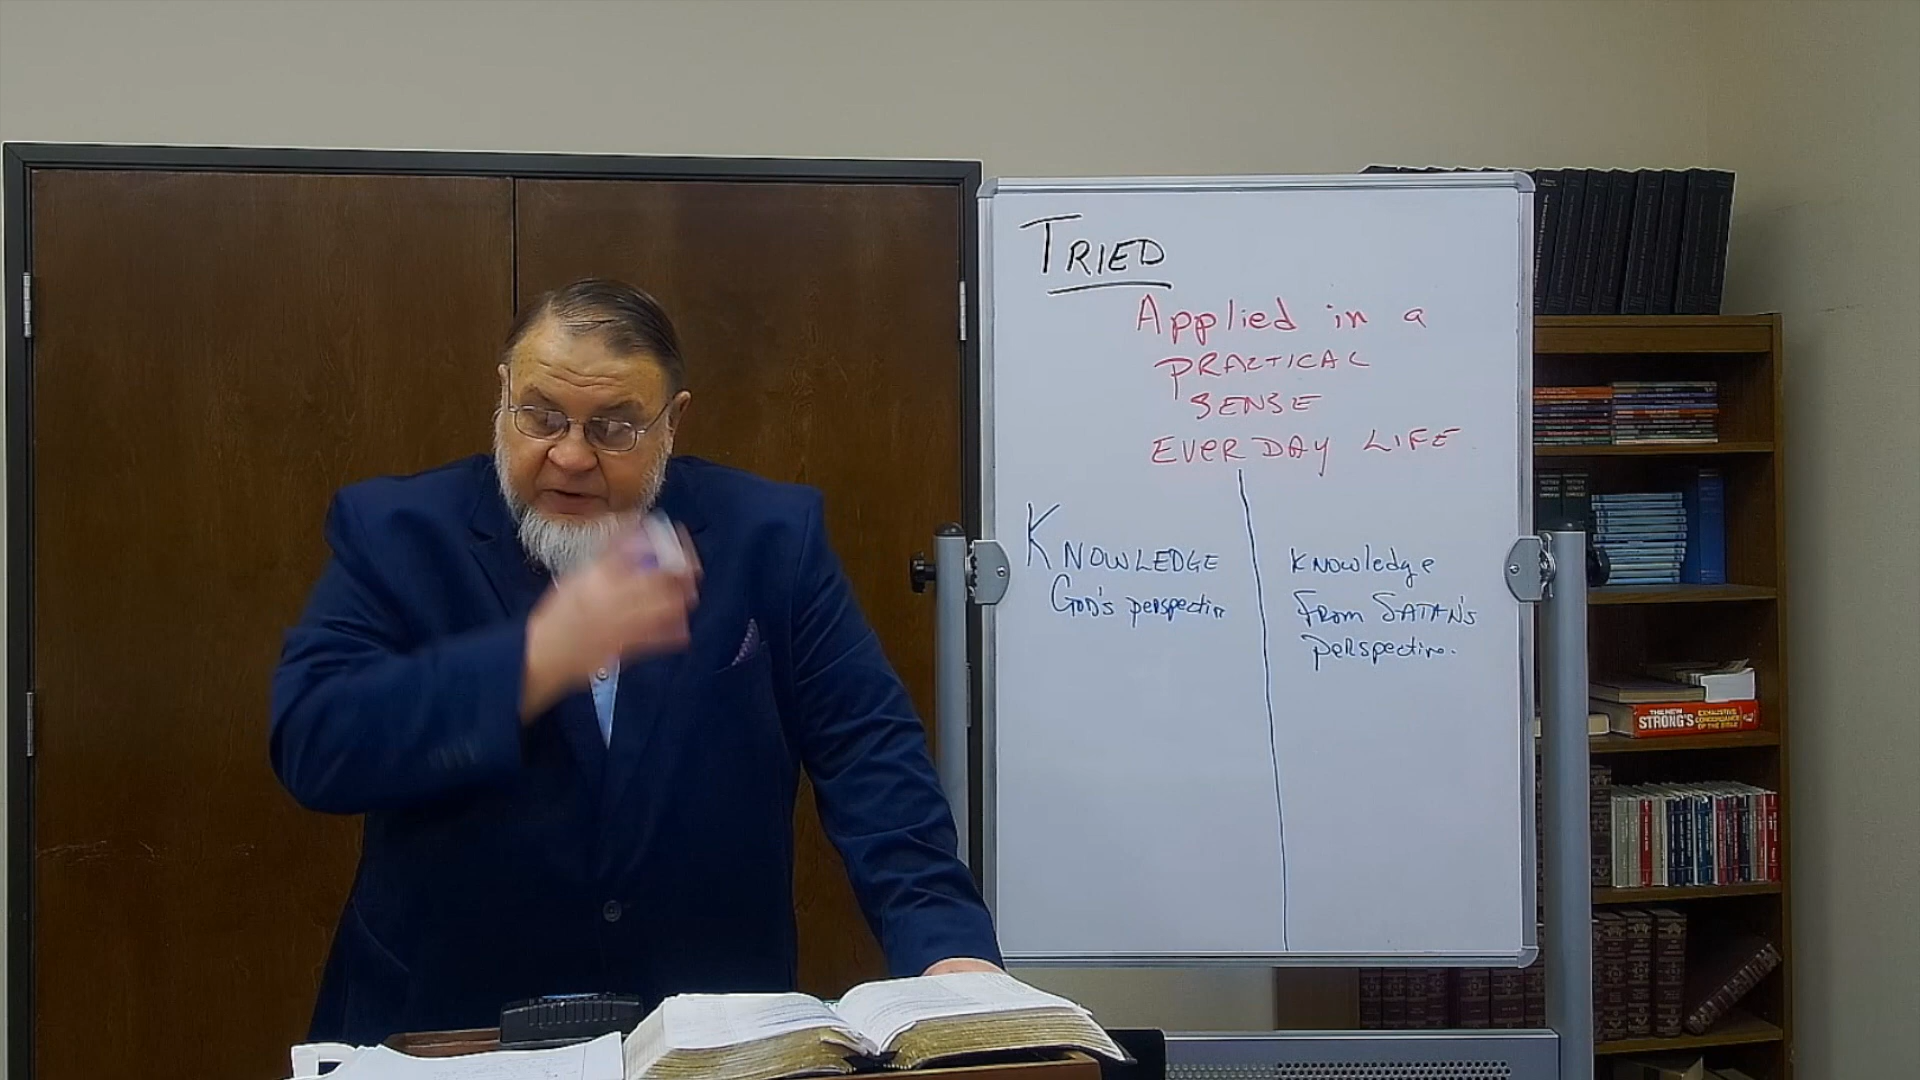 TRIED
Applied in a
PRACTICAL
SENSE
EVERDAY LIFE
KNOWLEDGE
GOD'S perspectiv
Knowledge
From SATAN'S
perspective.
THE NEW
STRONG'S
EXHAUSTIVE
CONCORDANCE
OF THE BIBLE